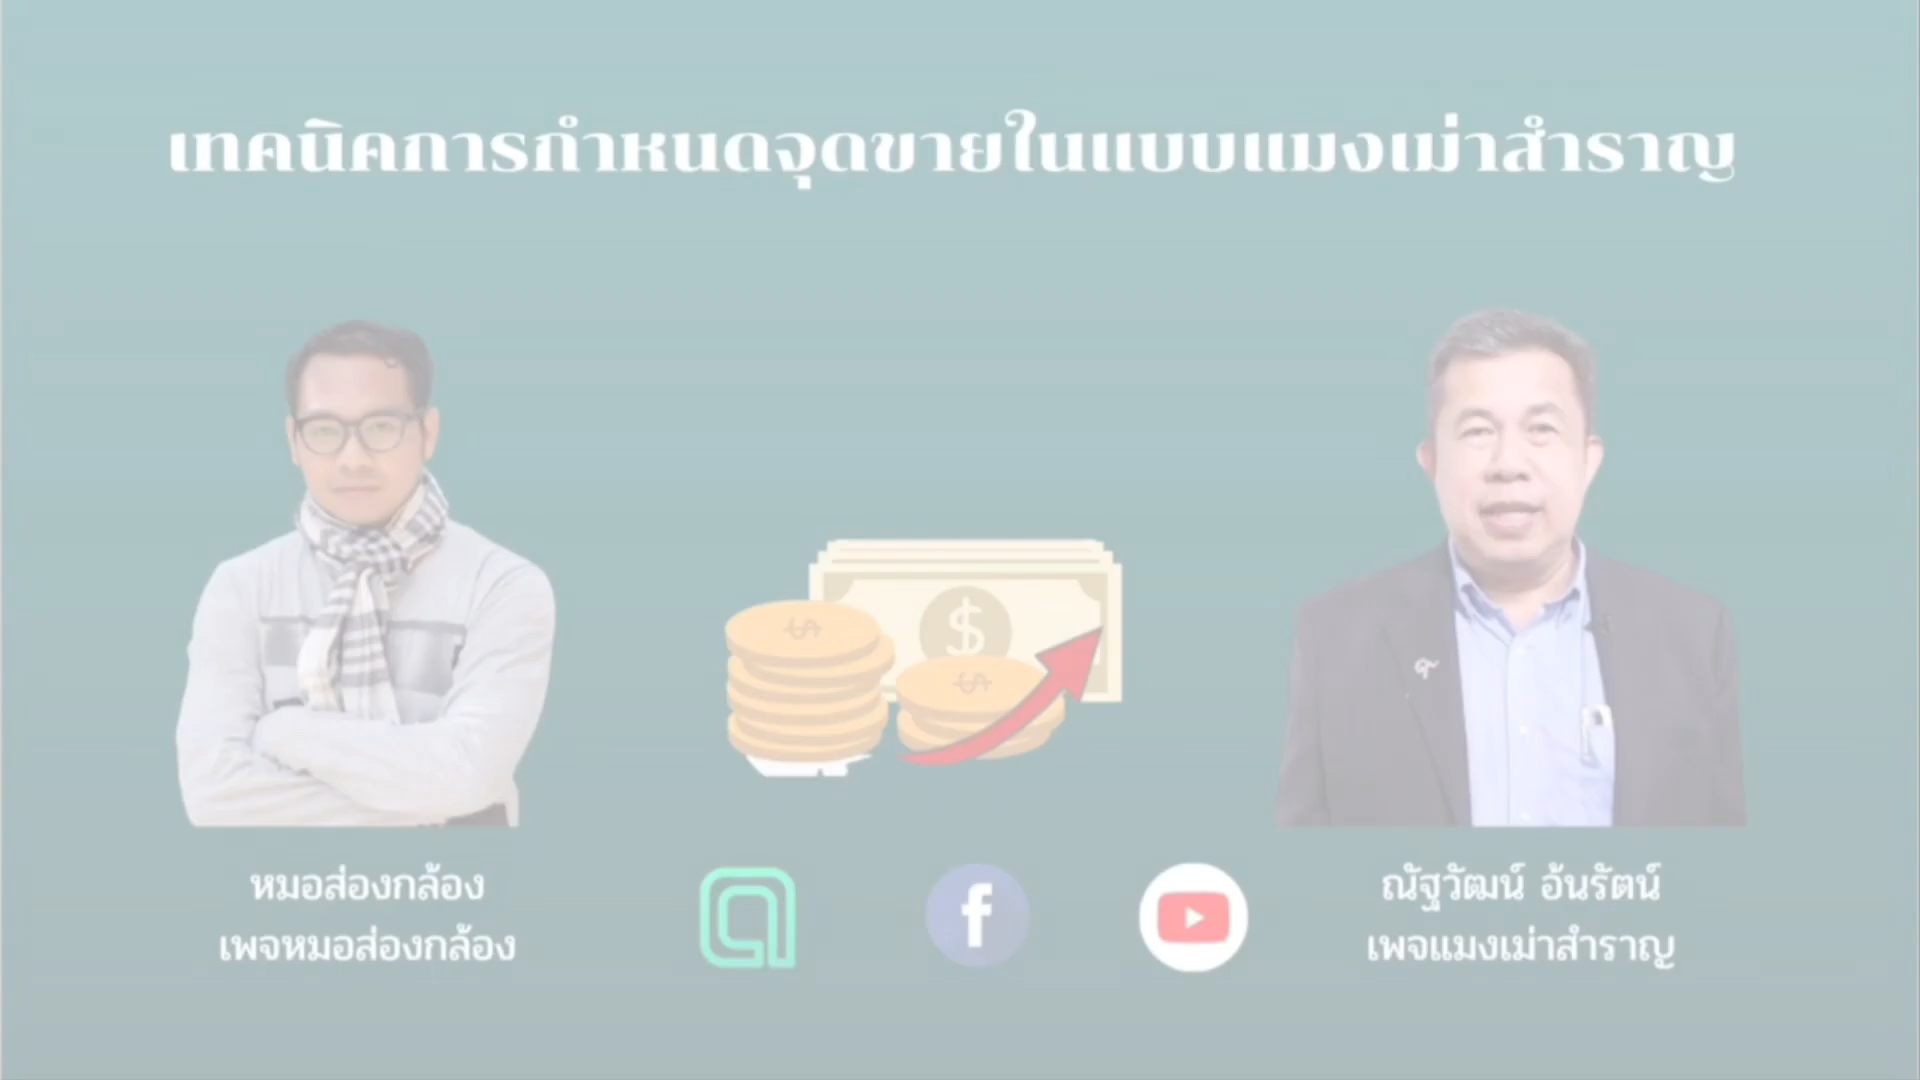 เทคนิคการกำหนดจุดขายในแบบแมงเม่าสำราญ
หมอส่องกล้อง
เพจหมอส่องกล้อง
ณัฐวัฒน์ อ้นรัตน์
เพจแมงเม่าสำราญ